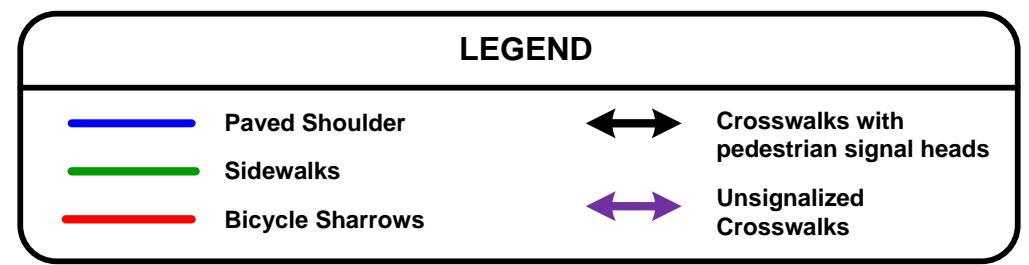 LEGEND
Paved Shoulder
Sidewalks
Bicycle Sharrows
Crosswalks with
pedestrian signal heads
Unsignalized
Crosswalks